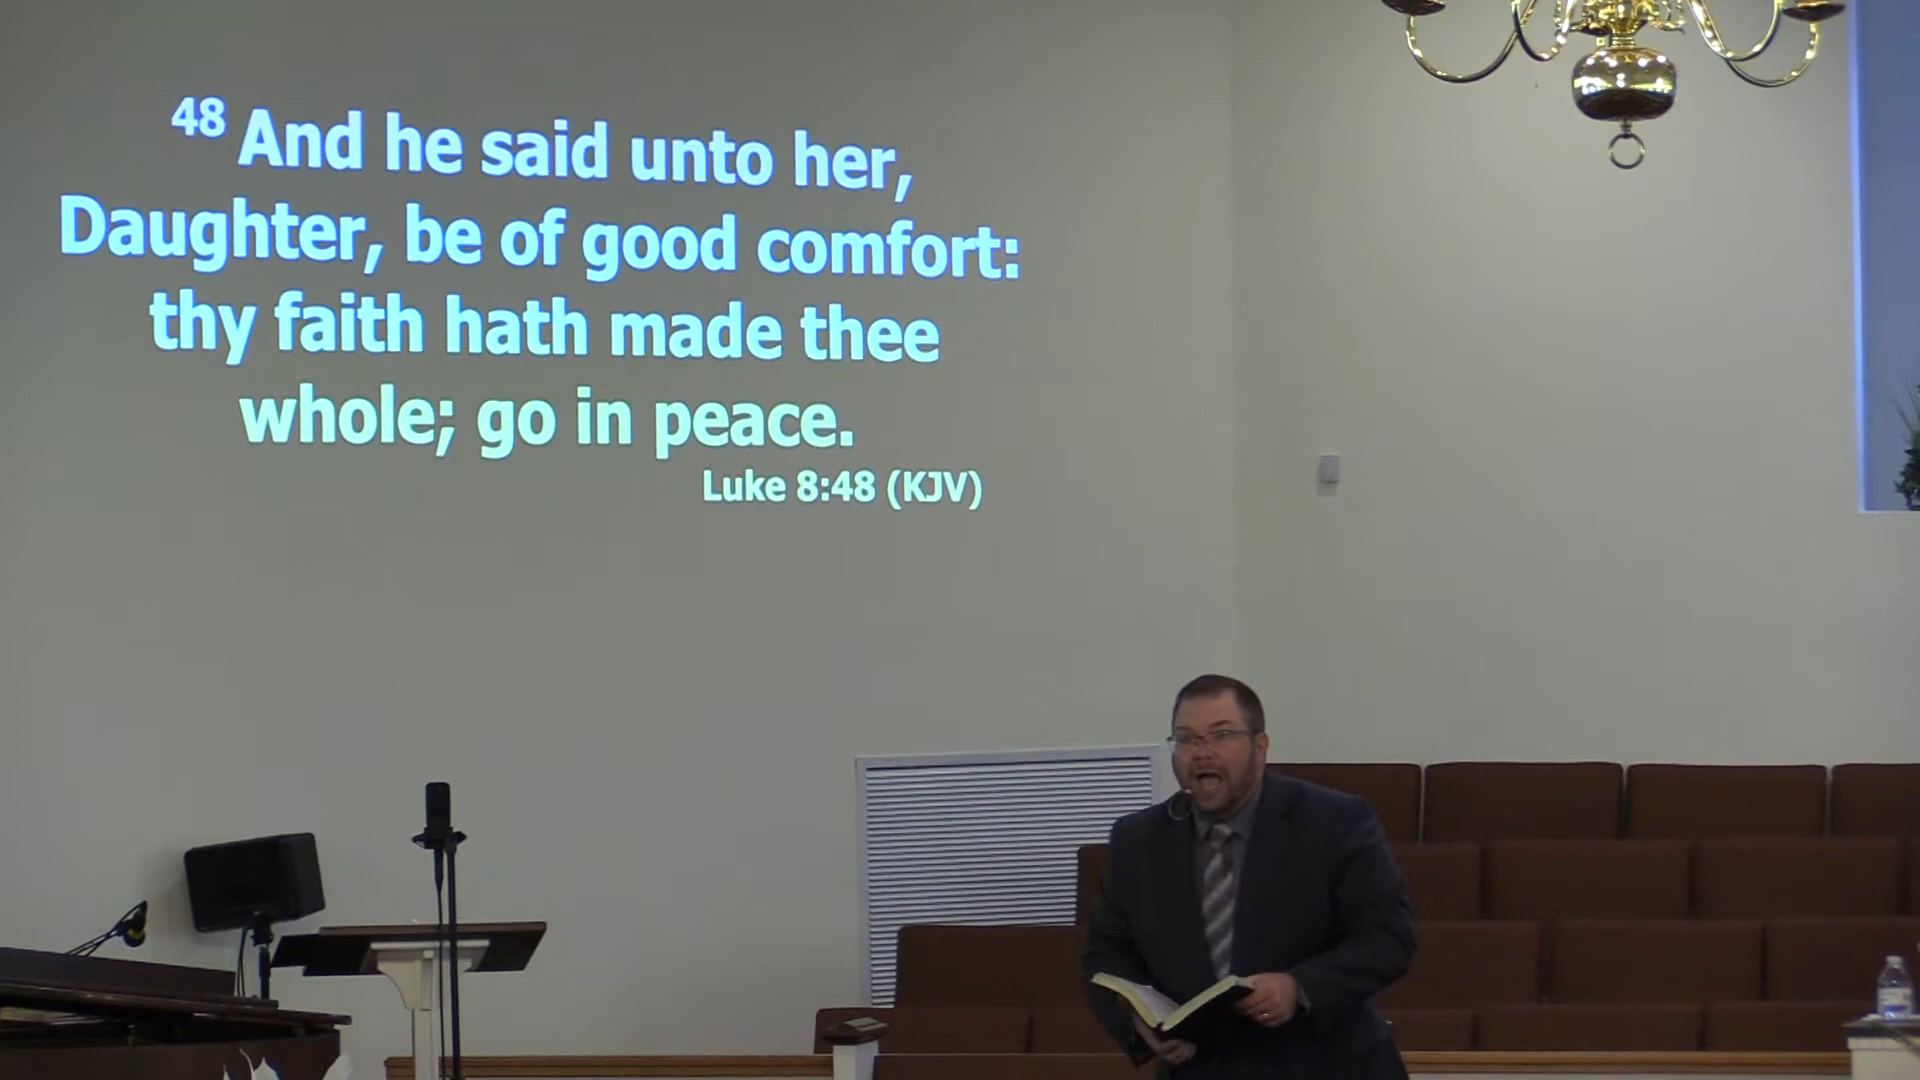 48 And he said unto her,
Daughter, be of good comfort:
thy faith hath made thee
whole; go in peace.
Luke 8:48 (KJV)